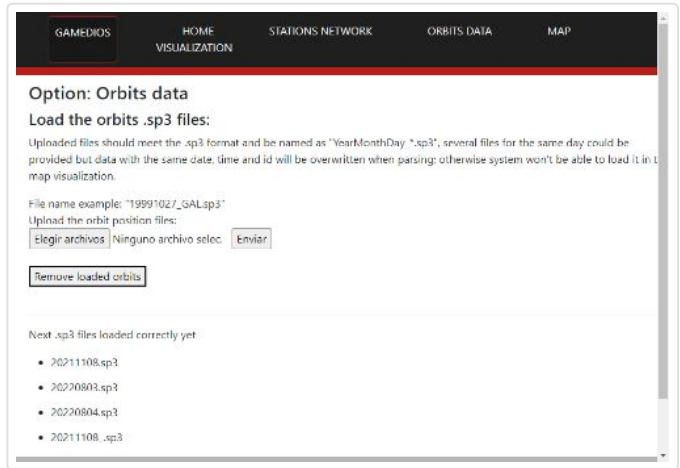 GAMEDIOS
HOME
VISUALIZATION
STATIONS NETWORK
ORBITS DATA
MAP
Option: Orbits data
Load the orbits .sp3 files:
Uploaded files should meet the .sp3 format and be named as "YearMonthDay_*.sp3", several files for the same day could be
provided but data with the same date, time and id will be overwritten when parsing; otherwise system won't be able to load it in t
map visualization.
File name example: "19991027_GAL.sp3"
Upload the orbit position files:
Elegir archivos Ninguno archivo selec. Enviar
Remove loaded orbits
Next .sp3 files loaded correctly yet
• 20211108.sp3
• 20220803.sp3
• 20220804.sp3
• 20211108_.sp3